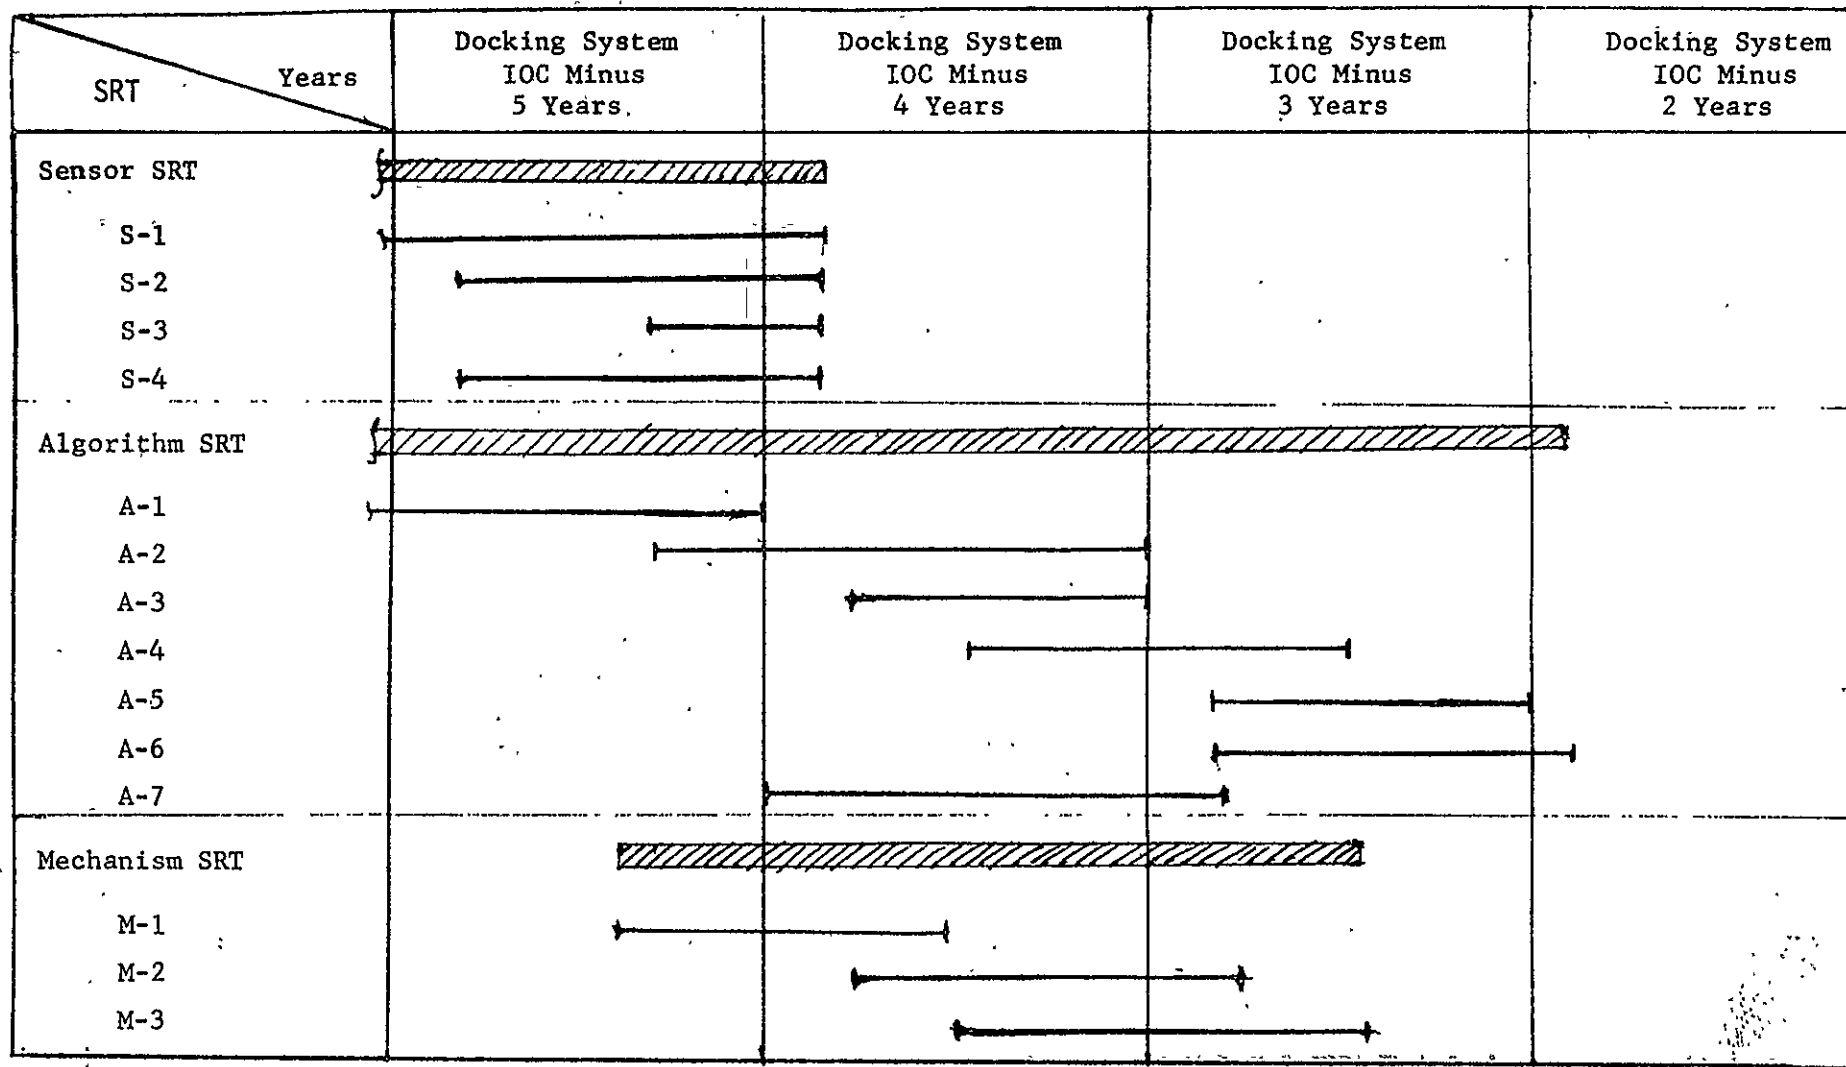 SRT
Years
Docking System
IOC Minus
5 Years
Docking System
IOC Minus
4 Years
Docking System
IOC Minus
3 Years
Docking System
IOC Minus
2 Years
Sensor SRT
S-1
S-2
S-3
S-4
Algorithm SRT
A-1
A-2
A-3
A-4
A-5
A-6
A-7
Mechanism SRT
M-1
M-2
M-3